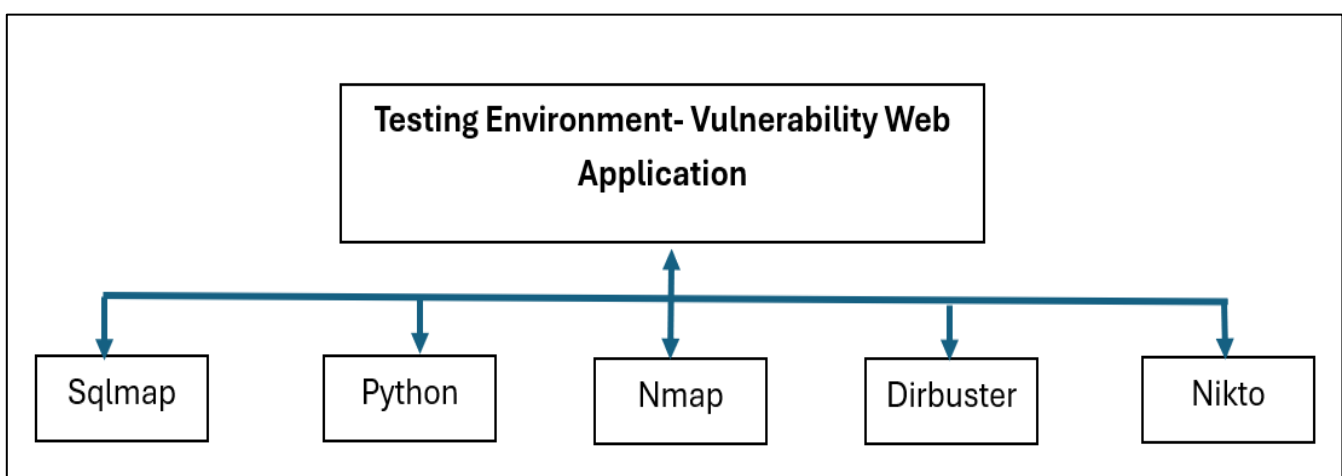 Testing Environment- Vulnerability Web
Application
Sqlmap
Python
Nmap
Dirbuster
Nikto